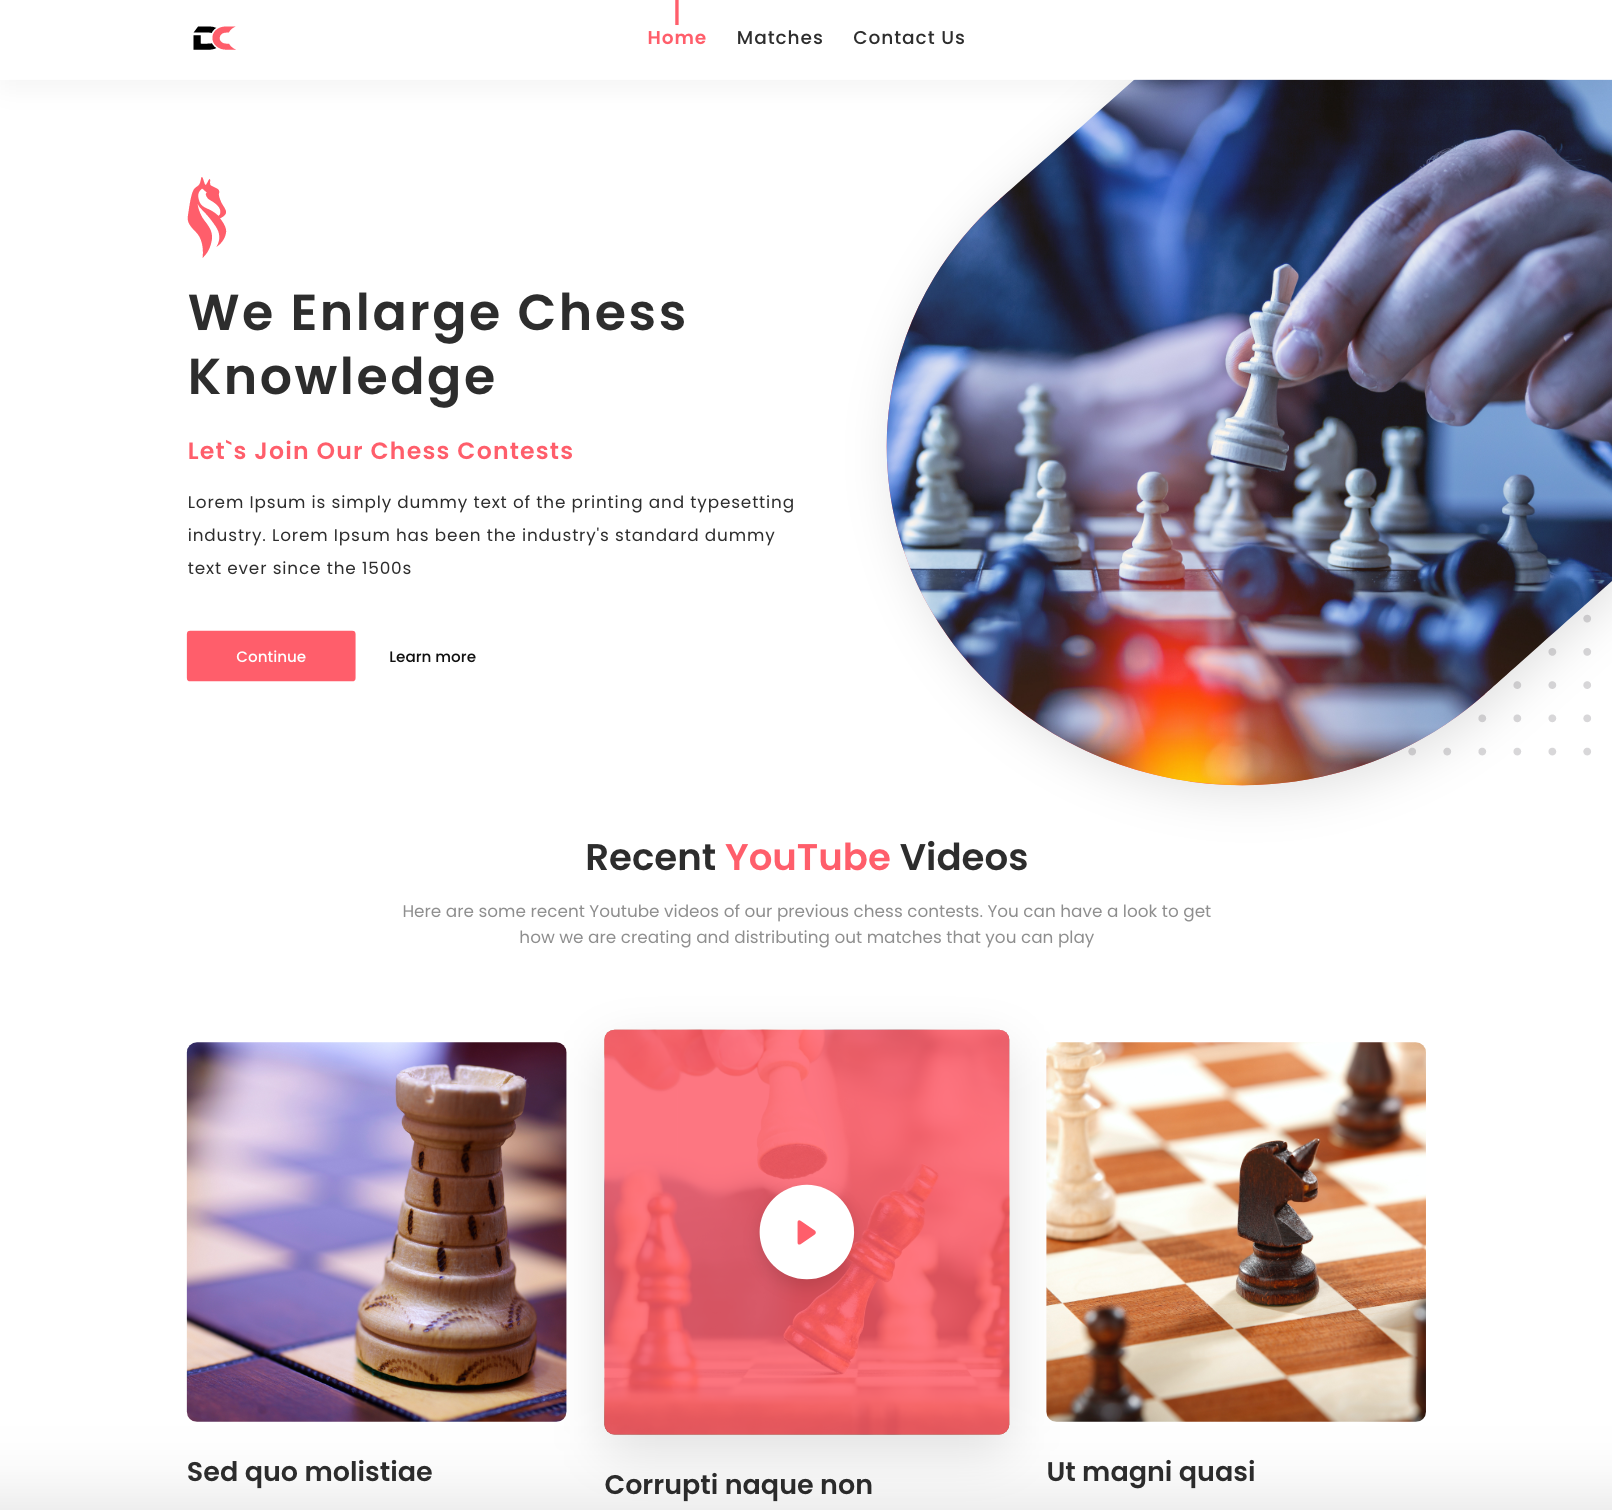 DC
Home Matches Contact Us
We Enlarge Chess
Knowledge
Let`s Join Our Chess Contests
Lorem Ipsum is simply dummy text of the printing and typesetting
industry. Lorem Ipsum has been the industry's standard dummy
text ever since the 1500s
Continue Learn more
Recent YouTube Videos
Here are some recent Youtube videos of our previous chess contests. You can have a look to get
how we are creating and distributing out matches that you can play
Sed quo molistiae
Corrupti naque non
Ut magni quasi